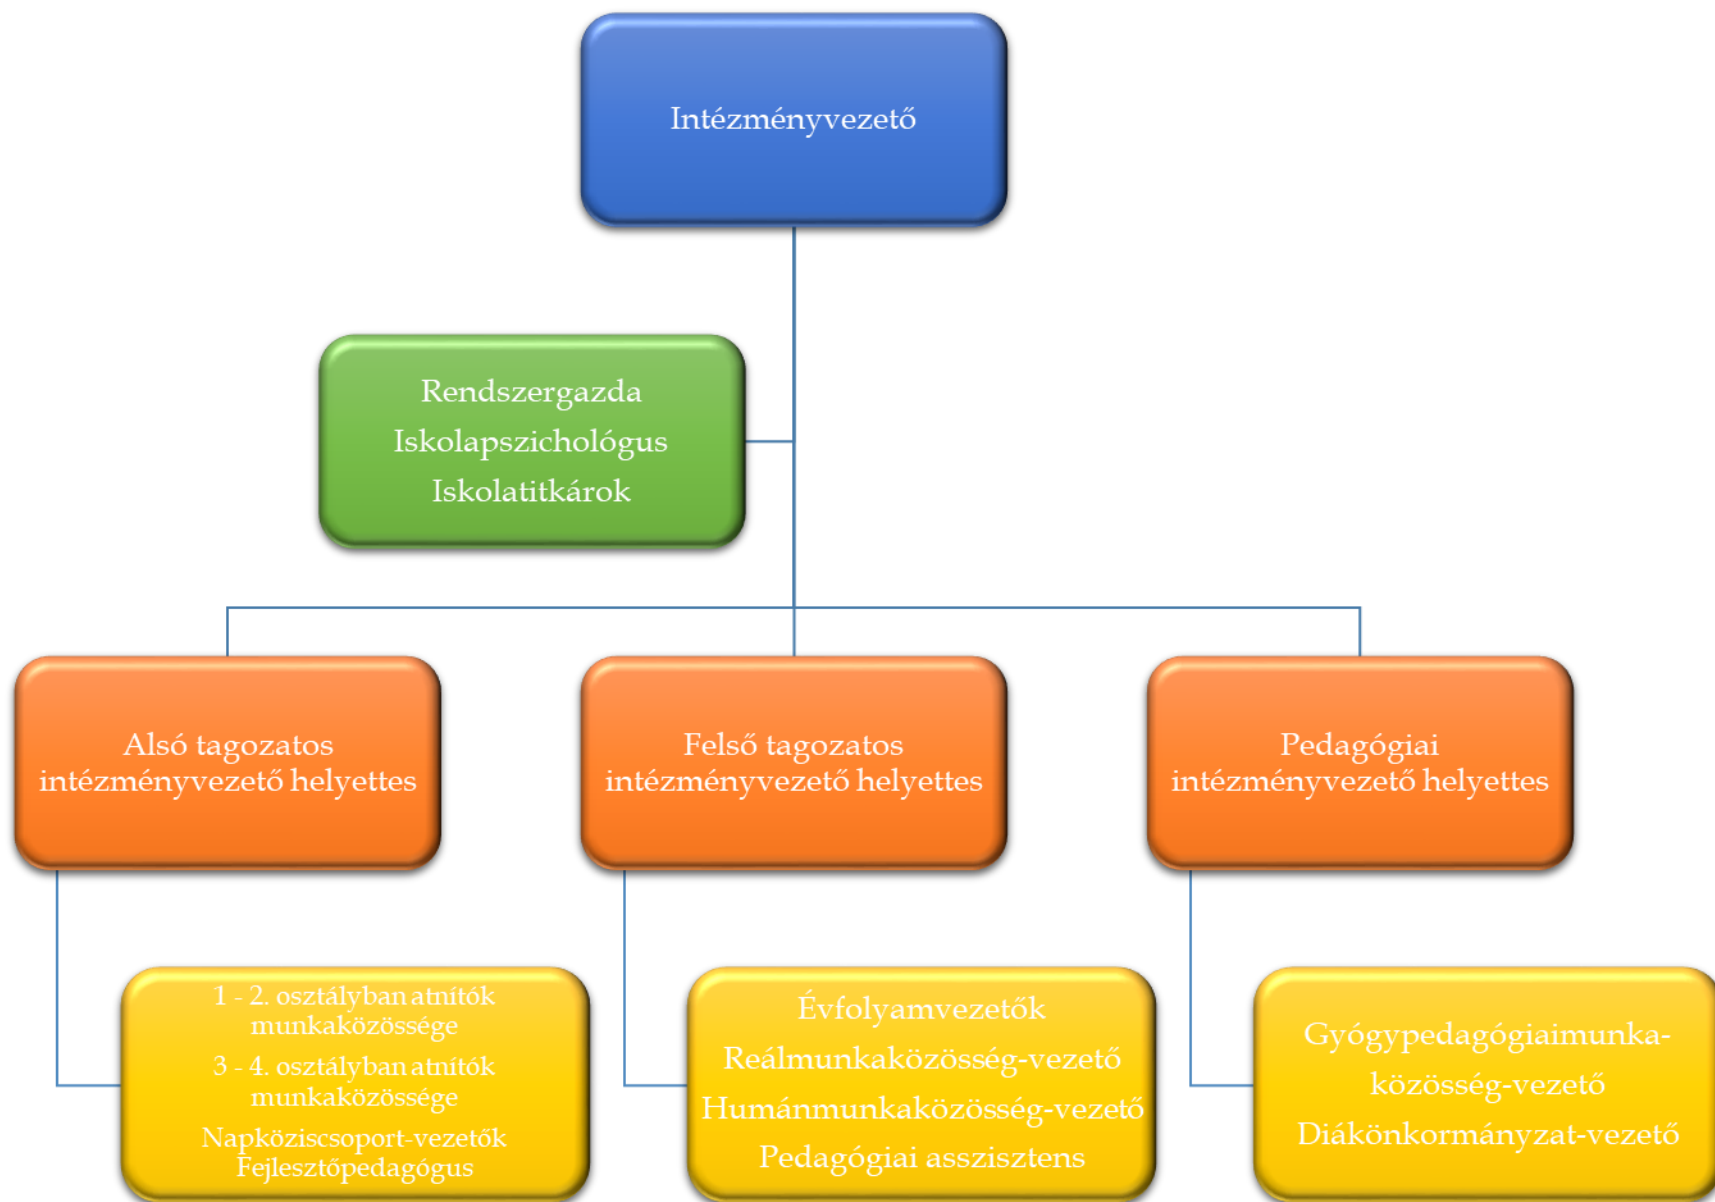 Intézményvezető
Rendszergazda
Iskolapszichológus
Iskolatitkárok
Alsó tagozatos
intézményvezető helyettes
Felső tagozatos
intézményvezető helyettes
Pedagógiai
intézményvezető helyettes
1 - 2. osztályban atnítók
munkaközössége
3 - 4. osztályban atnítók
munkaközössége
Napköziscsoport-vezetők
Fejlesztőpedagógus
Évfolyamvezetők
Reálmunkaközösség-vezető
Humánmunkaközösség-vezető
Pedagógiai asszisztens
Gyógypedagógiaimunka-
közösség-vezető
Diákönkormányzat-vezető